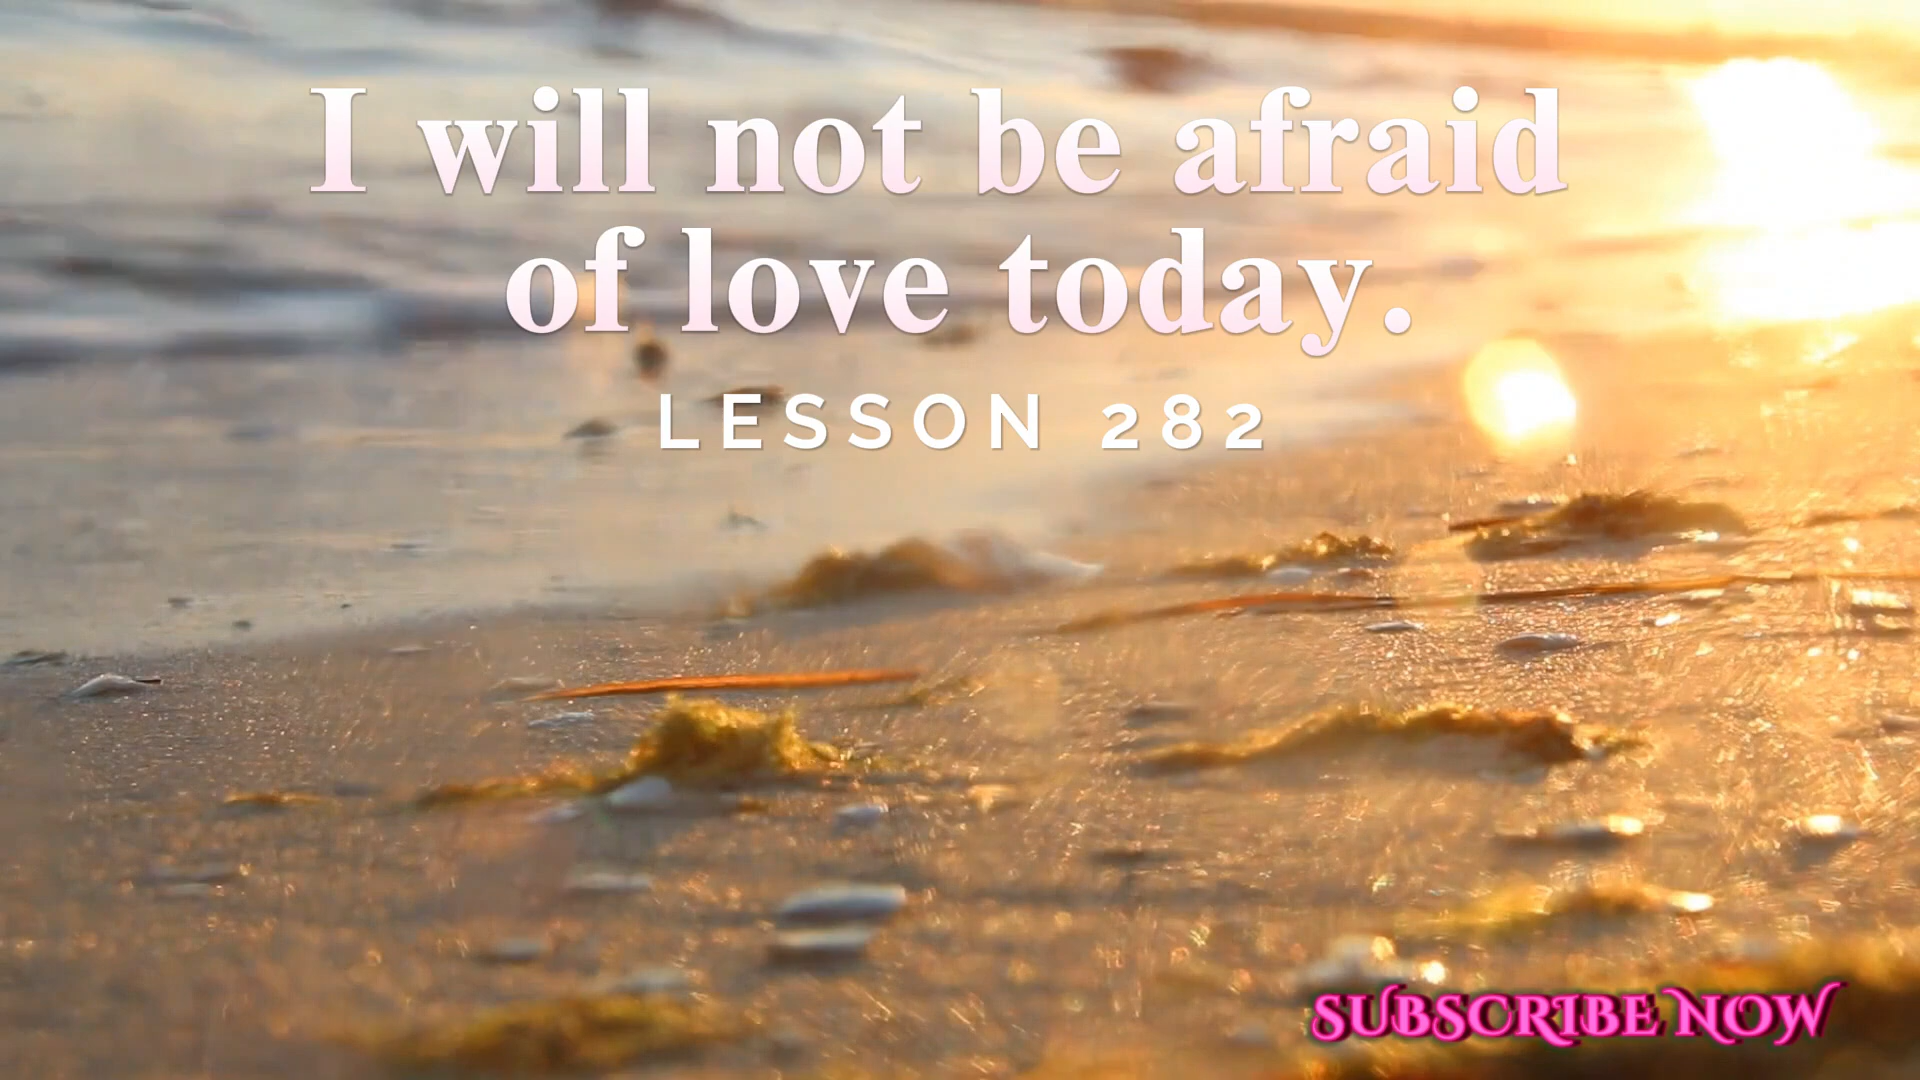 I will not be afraid
of love today.
LESSON 282
SUBSCRIBE NOW